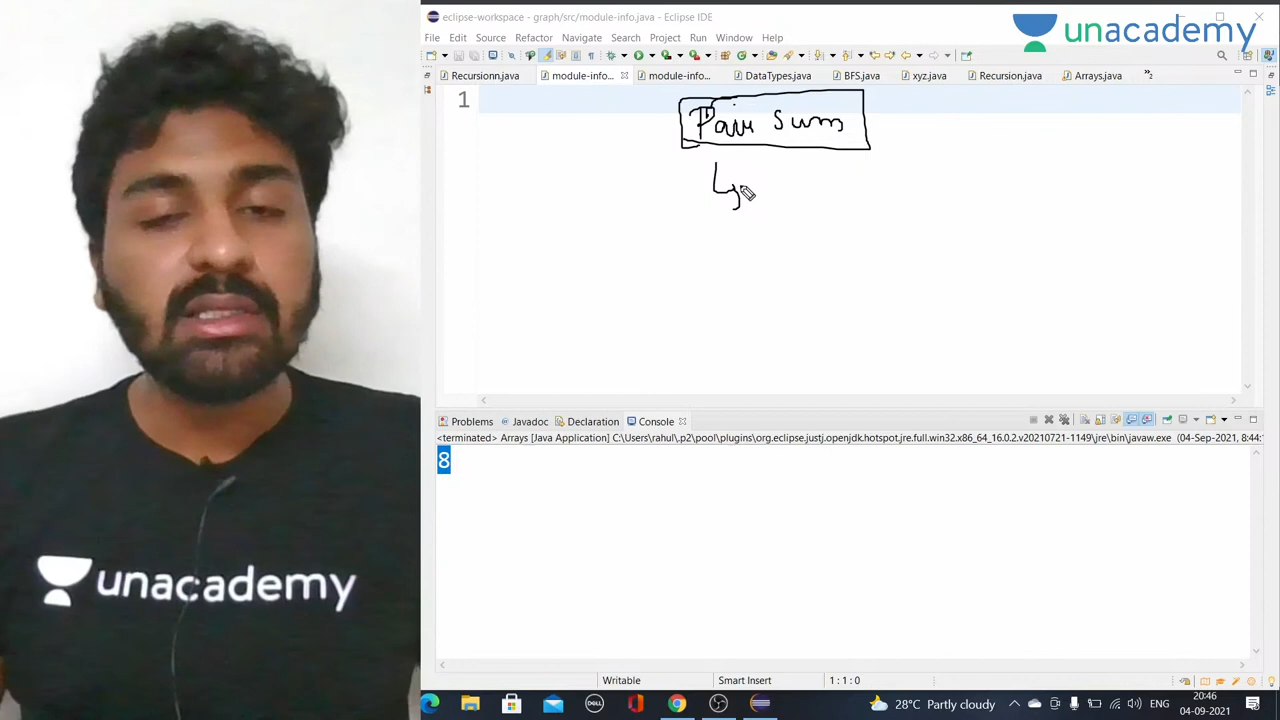 eclipse-workspace - graph/src/module-info.java - Eclipse IDE
unacademy
File Edit Source Refactor Navigate Search Project Run Window Help
Recursionn.java module-info... module-info... DataTypes.java BFS.java xyz.java Recursion.java Arrays.java
1
Pair Sum
Problems Javadoc Declaration Console
<terminated> Arrays [Java Application] C:\Users\rahul\.p2\pool\plugins\org.eclipse.justj.openjdk.hotspot.jre.full.win32.x86_64_16.0.2.v20210721-1149\jre\bin\javaw.exe (04-Sep-2021, 8:44:
8
unacademy
Writable Smart Insert 1 : 1 : 0
DELL 28°C Partly cloudy ENG 20:46
04-09-2021